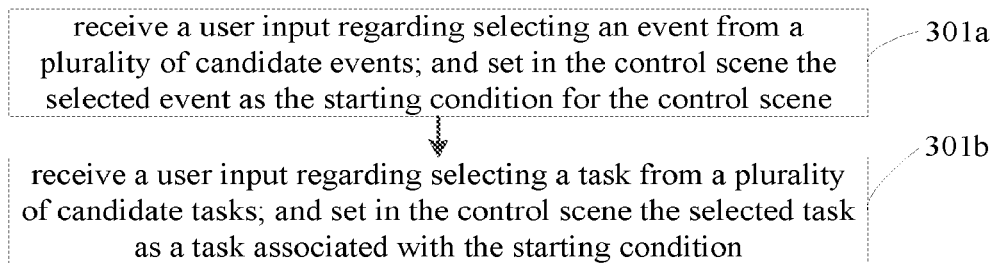 receive a user input regarding selecting an event from a
plurality of candidate events; and set in the control scene the
selected event as the starting condition for the control scene
301a
receive a user input regarding selecting a task from a plurality
of candidate tasks; and set in the control scene the selected task
as a task associated with the starting condition
301b